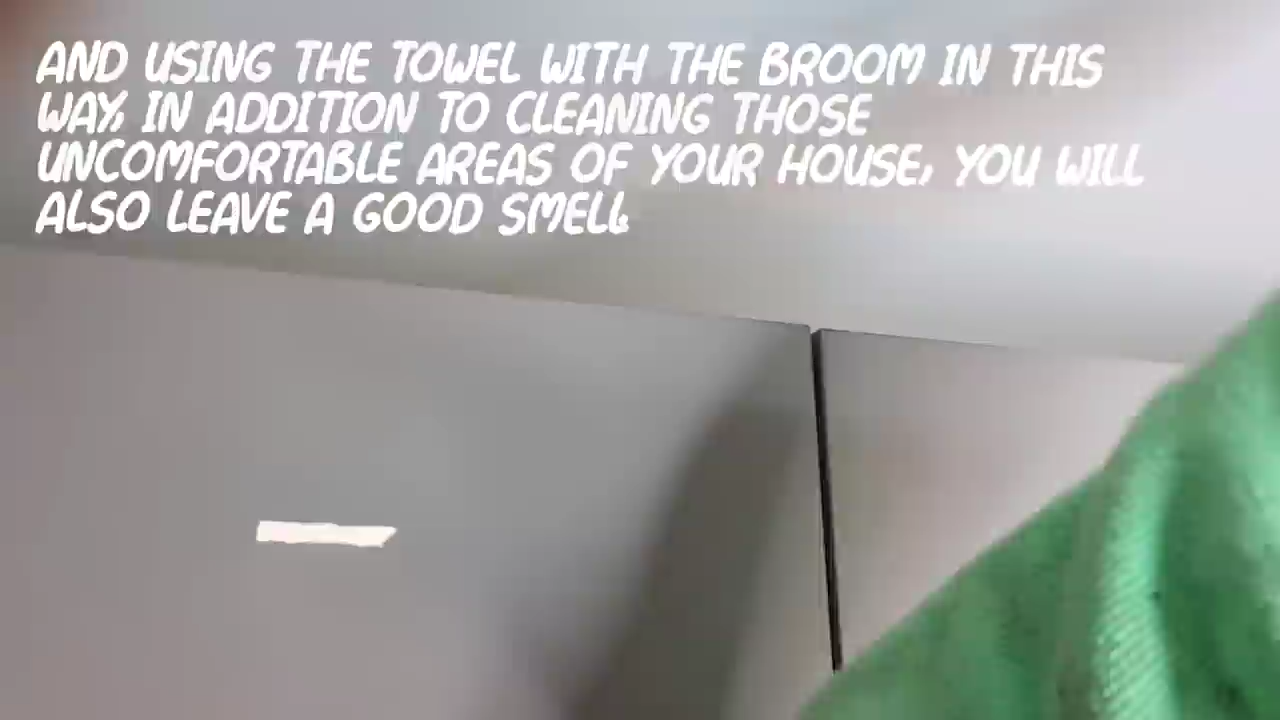 AND USING THE TOWEL WITH THE BROOM IN THIS
WAY, IN ADDITION TO CLEANING THOSE
UNCOMFORTABLE AREAS OF YOUR HOUSE, YOU WILL
ALSO LEAVE A GOOD SMELL.